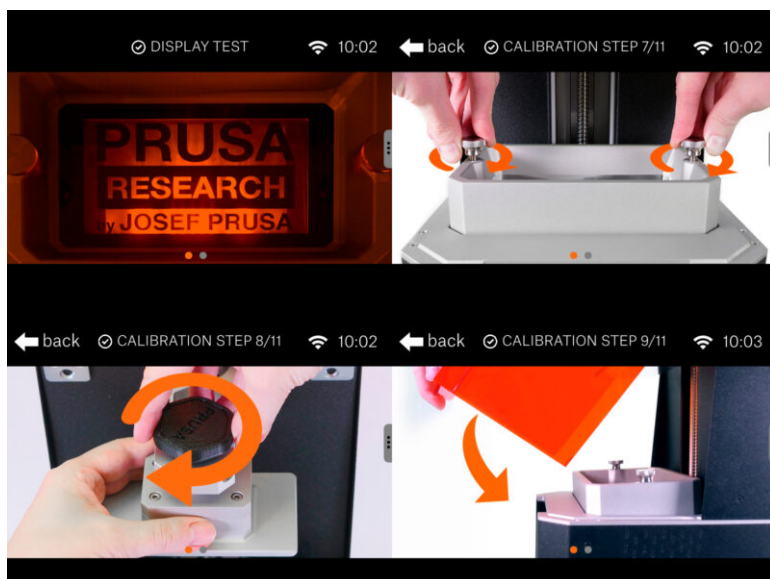 DISPLAY TEST
10:02
PRUSA
RESEARCH
by JOSEF PRUSA
back
CALIBRATION STEP 7/11
10:02
back
CALIBRATION STEP 8/11
10:02
PRUSA
back
CALIBRATION STEP 9/11
10:03